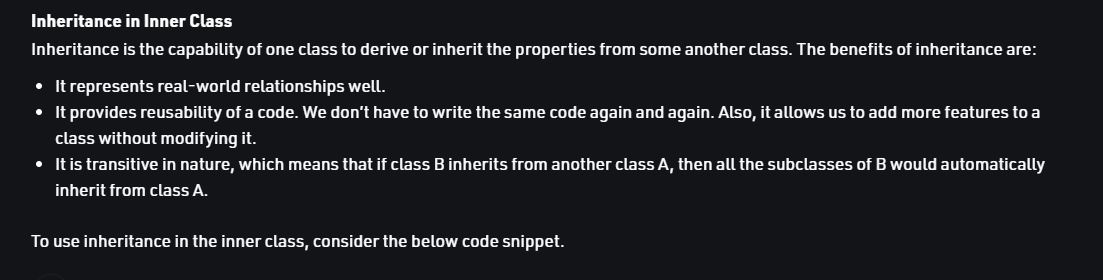 Inheritance in Inner Class
Inheritance is the capability of one class to derive or inherit the properties from some another class. The benefits of inheritance are:
• It represents real-world relationships well.
• It provides reusability of a code. We don't have to write the same code again and again. Also, it allows us to add more features to a
class without modifying it.
• It is transitive in nature, which means that if class B inherits from another class A, then all the subclasses of B would automatically
inherit from class A.
To use inheritance in the inner class, consider the below code snippet.